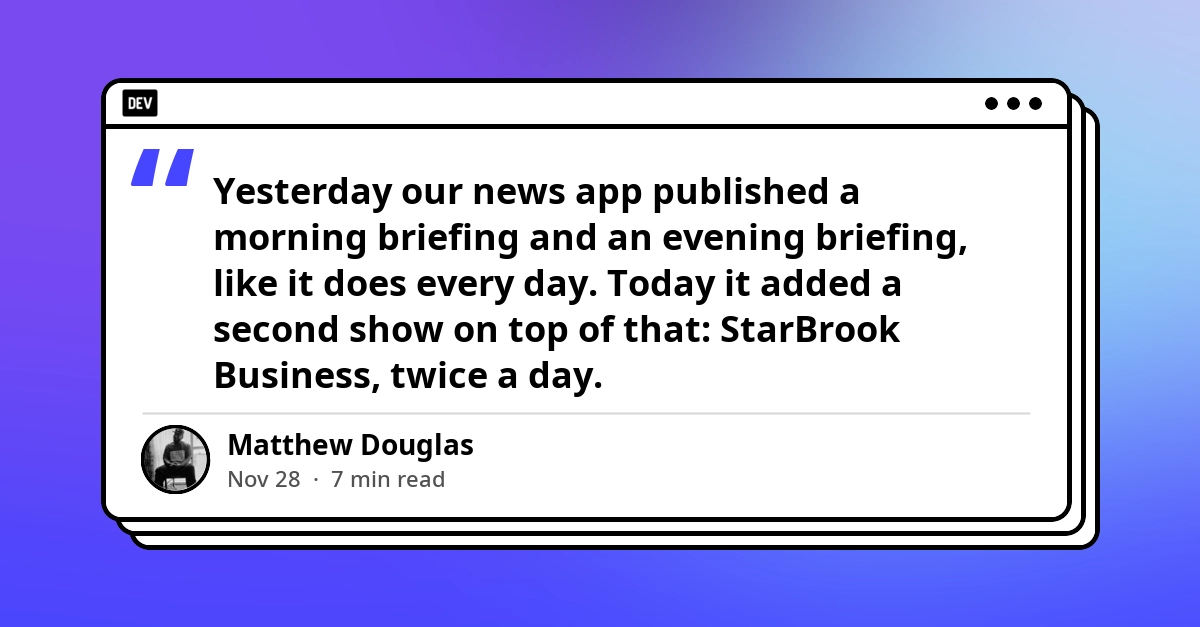 DEV
“
Yesterday our news app published a
morning briefing and an evening briefing,
like it does every day. Today it added a
second show on top of that: StarBrook
Business, twice a day.
Matthew Douglas
Nov 28 · 7 min read